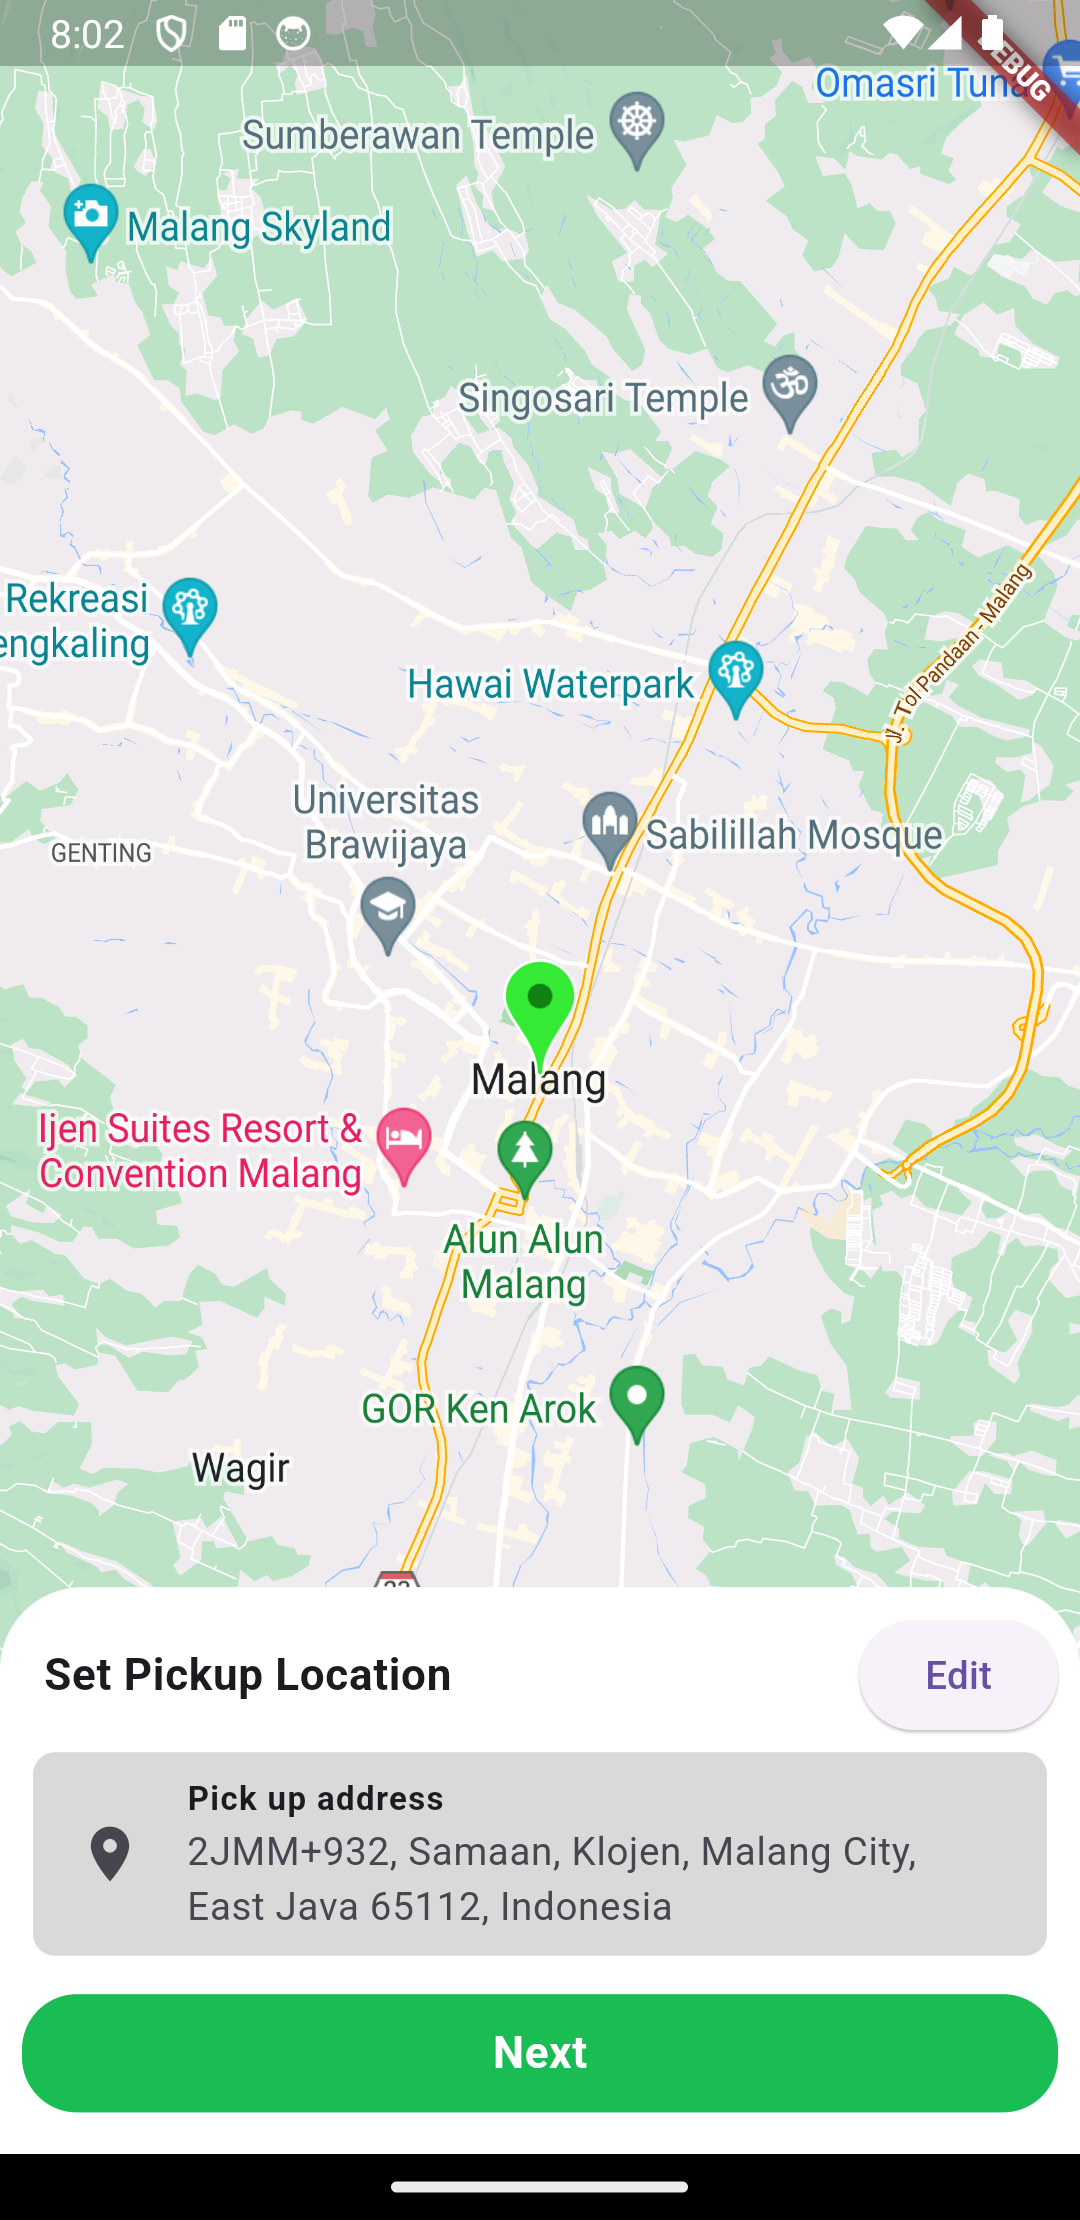 8:02
DEBUG
Omasri Tuna
Sumberawan Temple
Malang Skyland
Singosari Temple
Jl. Tol Pandaan - Malang
Rekreasi
engkaling
Hawai Waterpark
Universitas
Brawijaya
Sabilillah Mosque
GENTING
Malang
Ijen Suites Resort &
Convention Malang
Alun Alun
Malang
GOR Ken Arok
Wagir
Set Pickup Location
Edit
Pick up address
2JMM+932, Samaan, Klojen, Malang City,
East Java 65112, Indonesia
Next